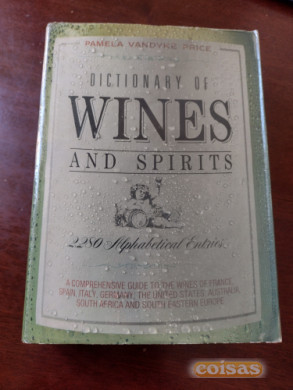 PAMELA VANDYKE PRICE
DICTIONARY OF
WINES
AND SPIRITS
2280 Alphabetical Entries
A COMPREHENSIVE GUIDE TO THE WINES OF FRANCE,
SPAIN, ITALY, GERMANY, THE UNITED STATES, AUSTRALIA,
SOUTH AFRICA AND SOUTH EASTERN EUROPE
coisas